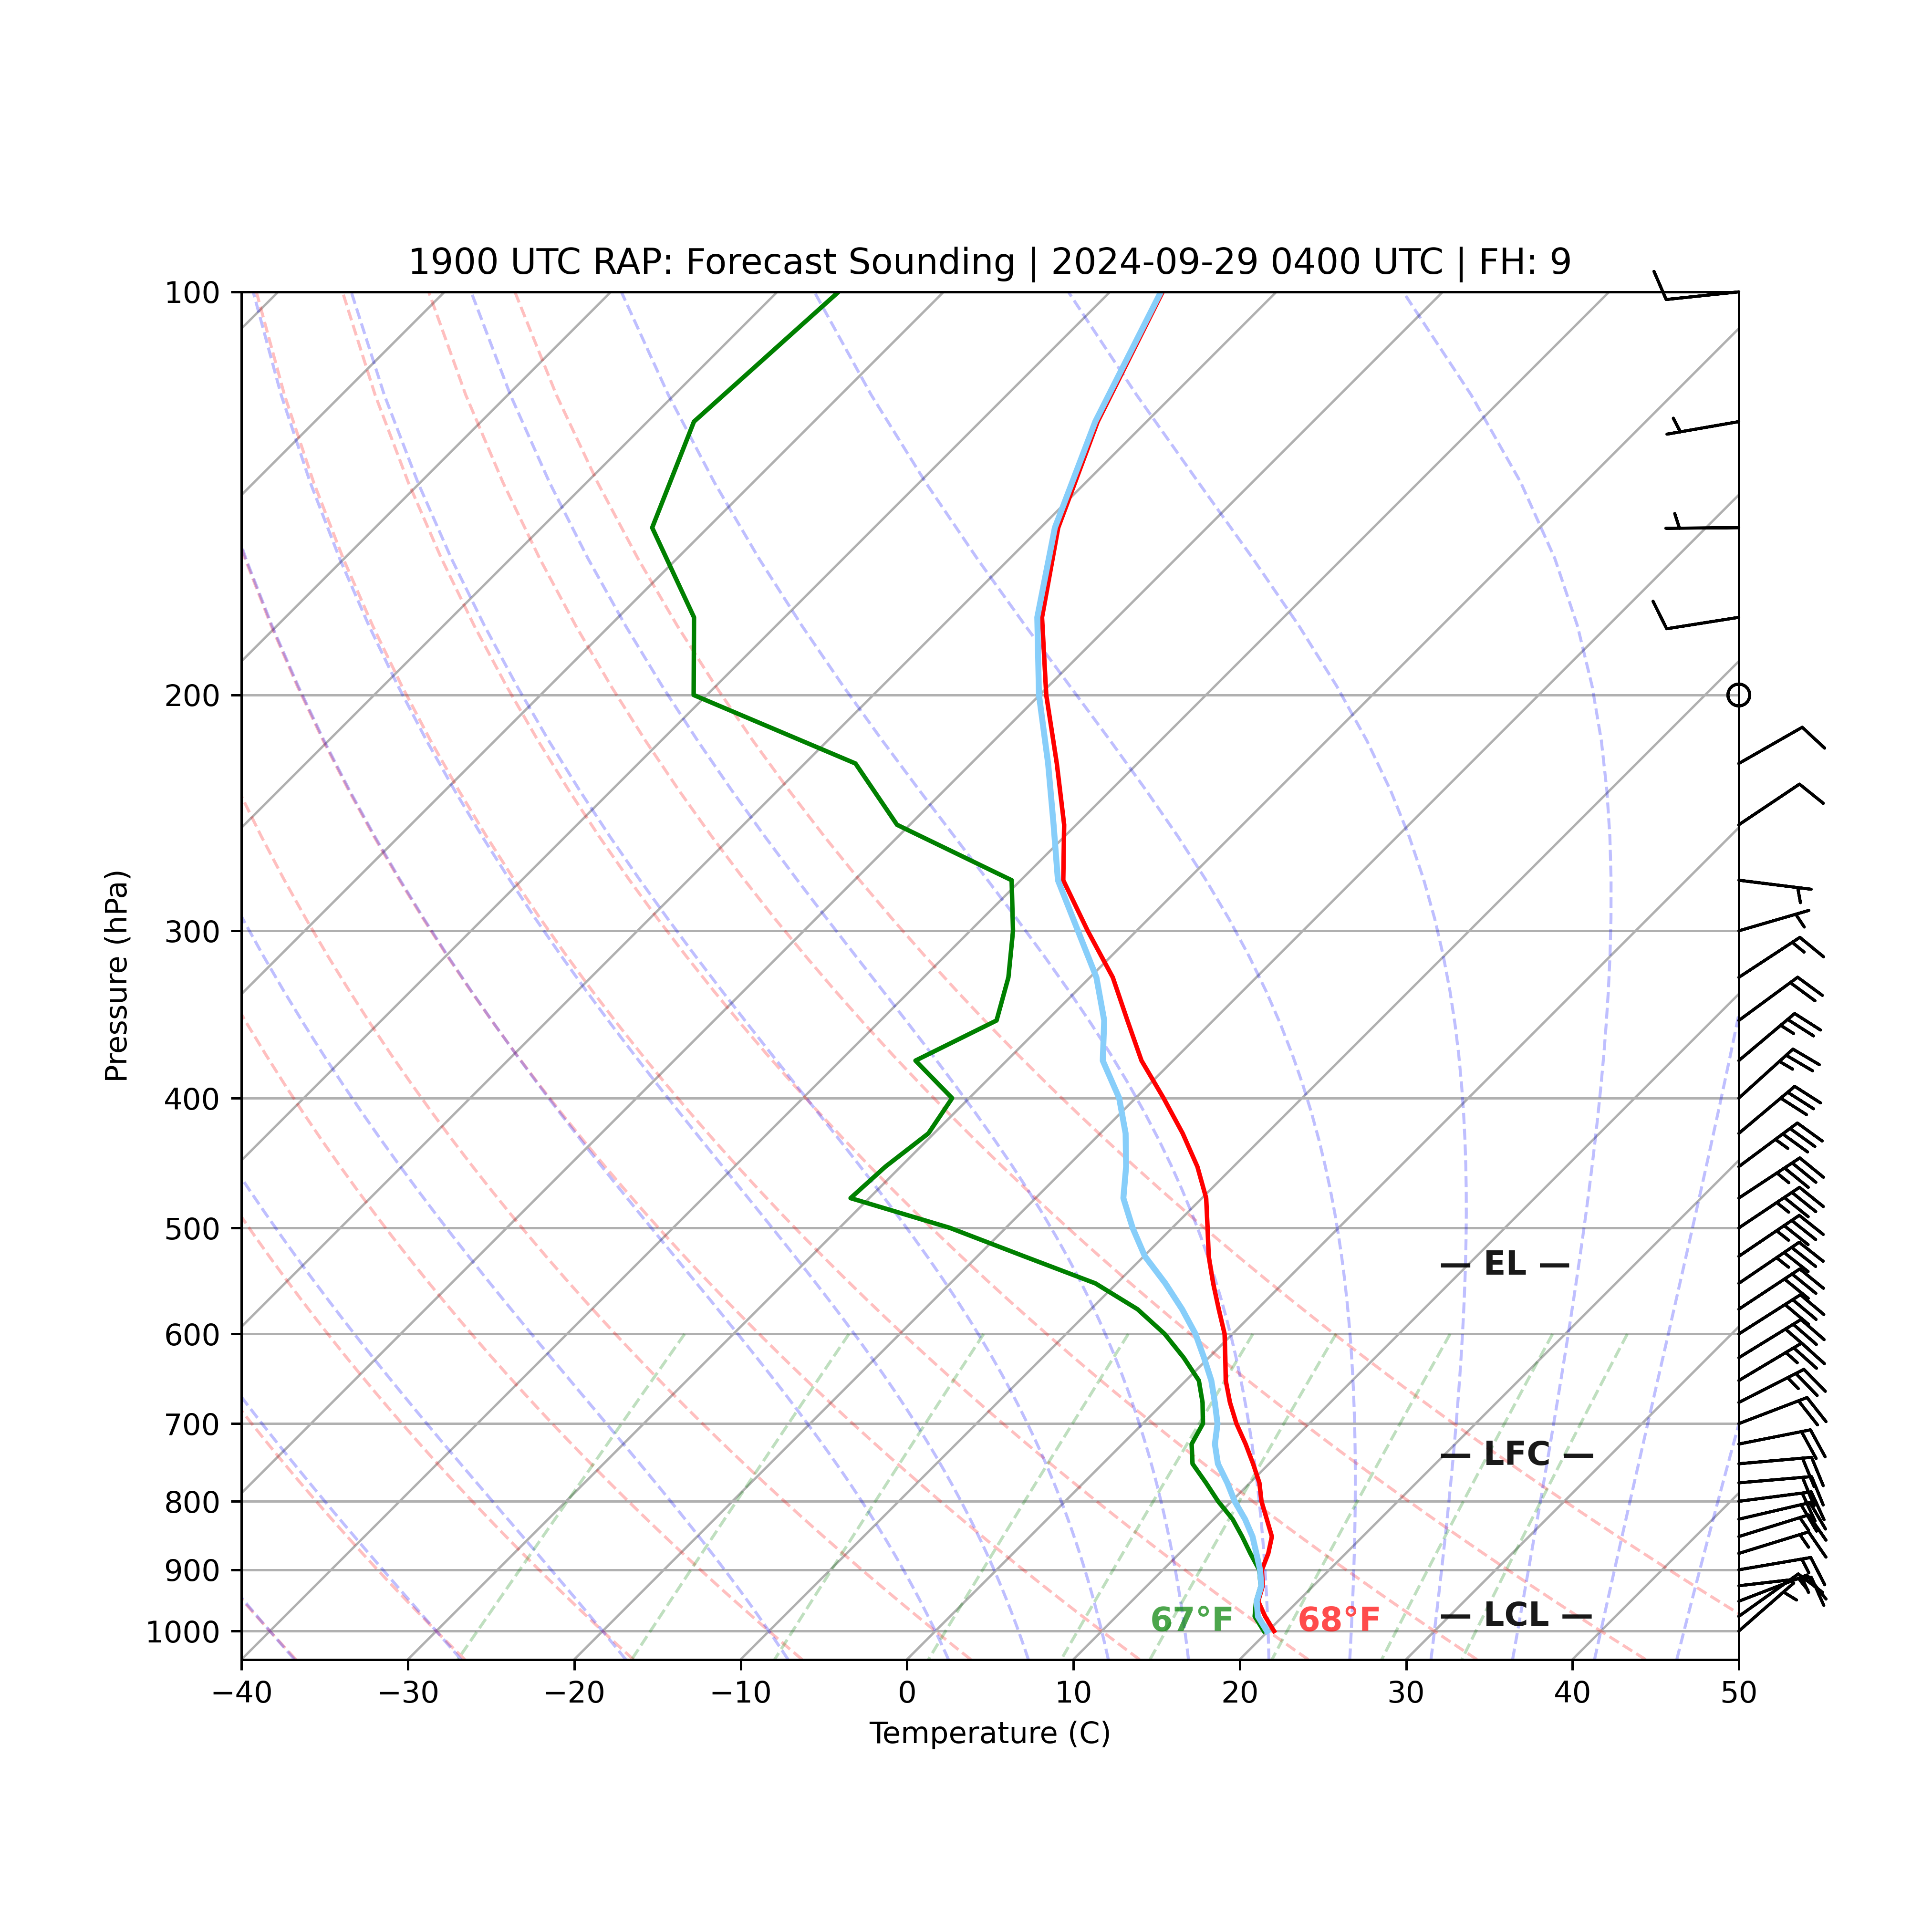 1900 UTC RAP: Forecast Sounding | 2024-09-29 0400 UTC | FH: 9
100
200
300
400
500
600
700
800
900
1000
Pressure (hPa)
— EL —
— LFC —
— LCL —
67°F
68°F
−40
−30
−20
−10
0
10
20
30
40
50
Temperature (C)